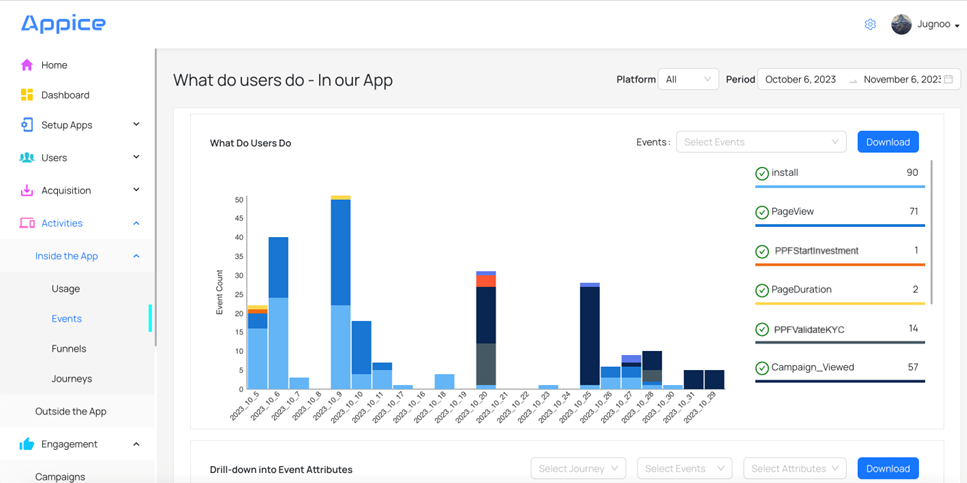 Appice
Jugnoo
Home
Dashboard
Setup Apps
Users
Acquisition
Activities
Inside the App
Usage
Events
Funnels
Journeys
Outside the App
Engagement
Campaigns
What do users do - In our App
Platform All Period October 6, 2023 November 6, 2023
What Do Users Do
Events: Select Events Download
Event Count
50
45
40
35
30
25
20
15
10
5
0
2023_10_5
2023_10_6
2023_10_7
2023_10_8
2023_10_9
2023_10_10
2023_10_11
2023_10_17
2023_10_16
2023_10_18
2023_10_19
2023_10_20
2023_10_21
2023_10_22
2023_10_23
2023_10_24
2023_10_25
2023_10_26
2023_10_27
2023_10_28
2023_10_30
2023_10_31
2023_10_29
install 90
PageView 71
PPFStartInvestment 1
PageDuration 2
PPFValidateKYC 14
Campaign_Viewed 57
Drill-down into Event Attributes
Select Journey Select Events Select Attributes Download